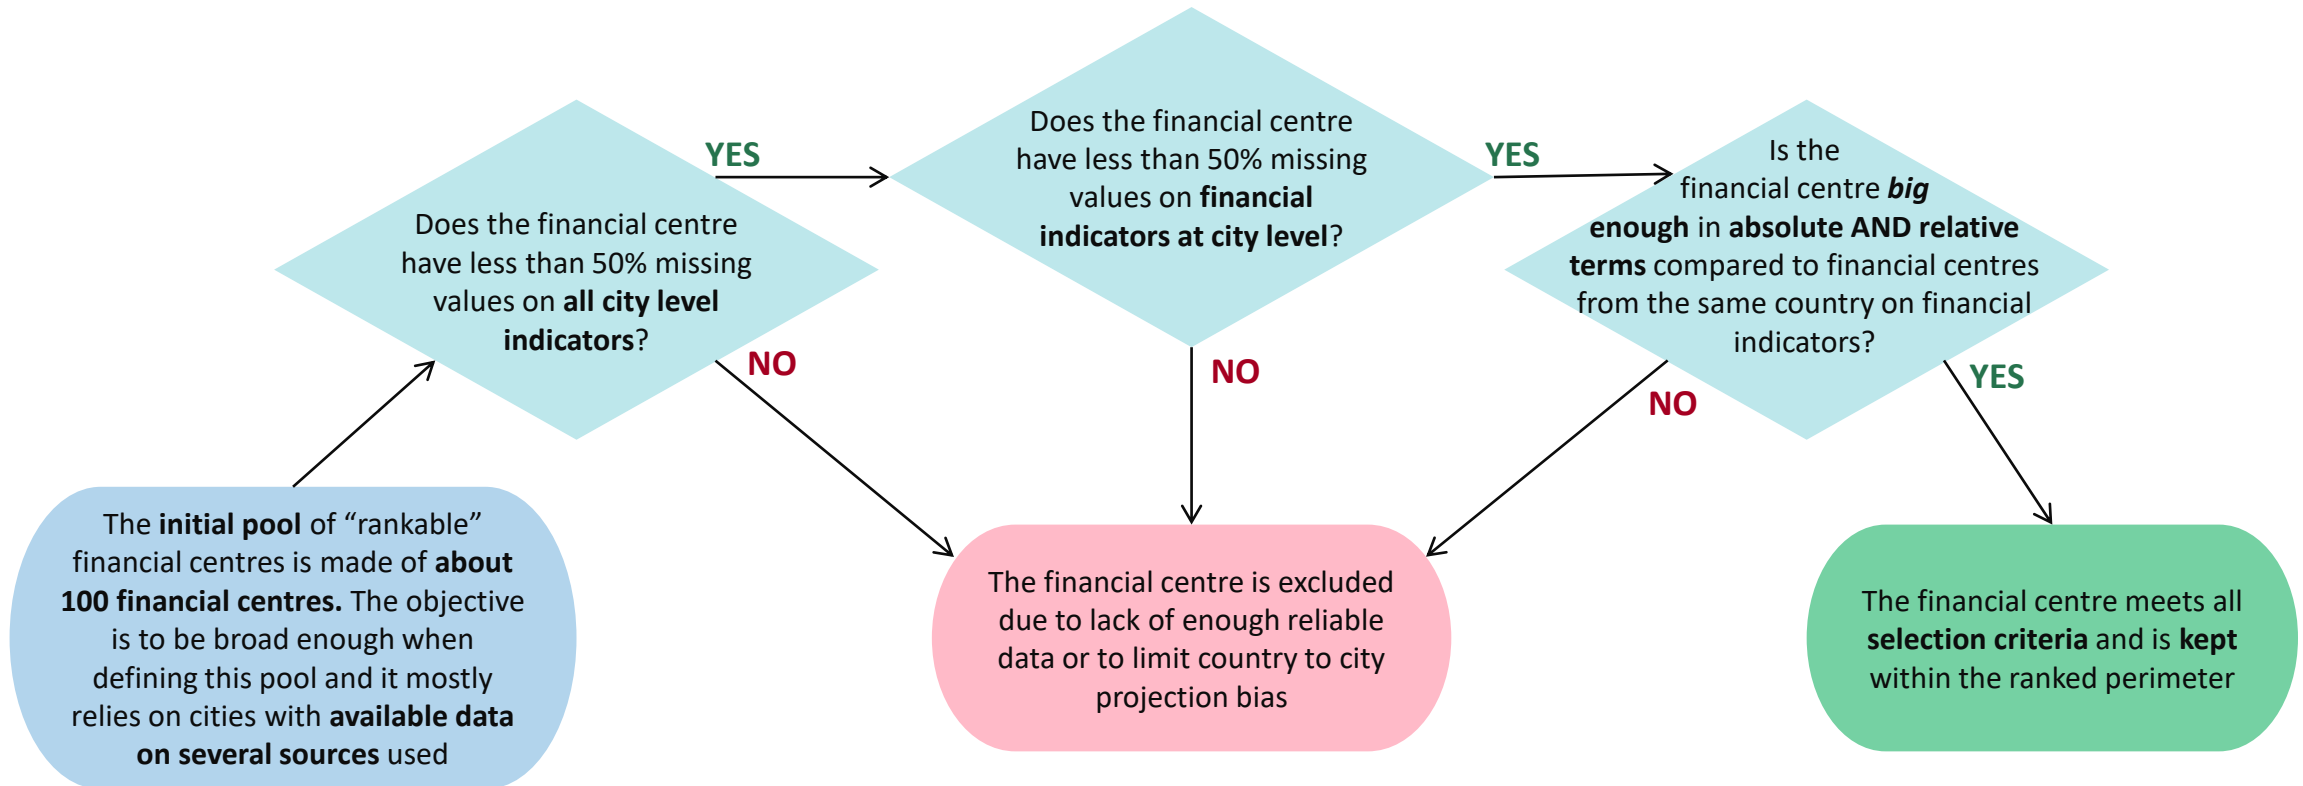 The initial pool of “rankable”
financial centres is made of about
100 financial centres. The objective
is to be broad enough when
defining this pool and it mostly
relies on cities with available data
on several sources used
Does the financial centre
have less than 50% missing
values on all city level
indicators?
YES
NO
Does the financial centre
have less than 50% missing
values on financial
indicators at city level?
YES
NO
Is the
financial centre big
enough in absolute AND relative
terms compared to financial centres
from the same country on financial
indicators?
NO
YES
The financial centre is excluded
due to lack of enough reliable
data or to limit country to city
projection bias
The financial centre meets all
selection criteria and is kept
within the ranked perimeter